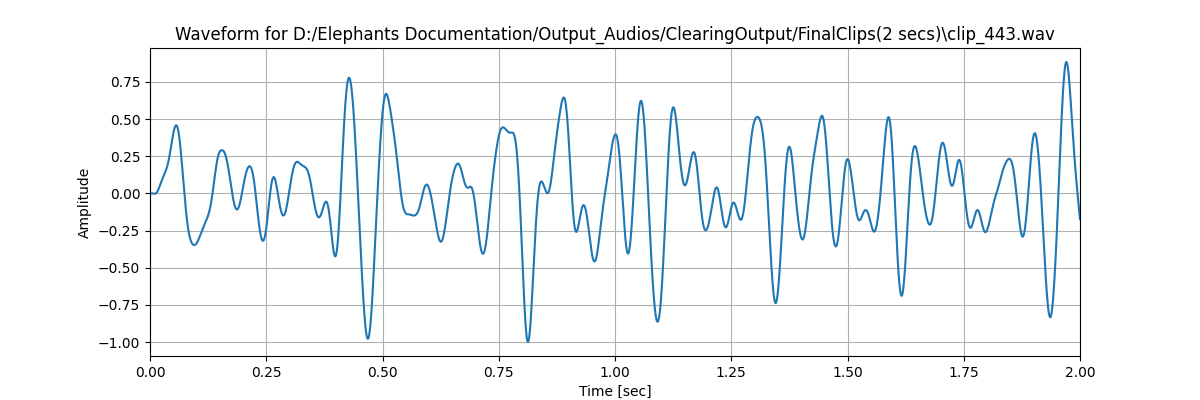 Waveform for D:/Elephants Documentation/Output_Audios/ClearingOutput/FinalClips(2 secs)\clip_443.wav
Amplitude
0.75
0.50
0.25
0.00
−0.25
−0.50
−0.75
−1.00
0.00 0.25 0.50 0.75 1.00 1.25 1.50 1.75 2.00
Time [sec]